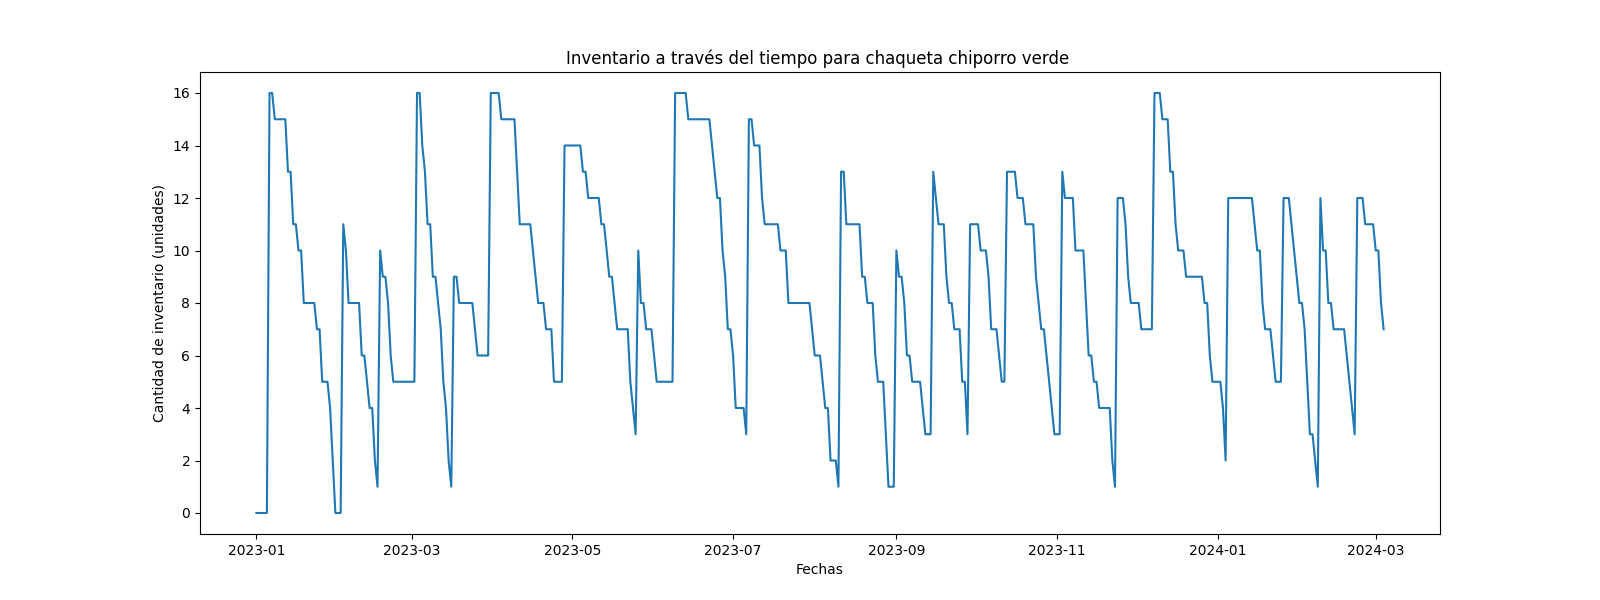 Inventario a través del tiempo para chaqueta chiporro verde
Cantidad de inventario (unidades)
16
14
12
10
8
6
4
2
0
2023-01 2023-03 2023-05 2023-07 2023-09 2023-11 2024-01 2024-03
Fechas